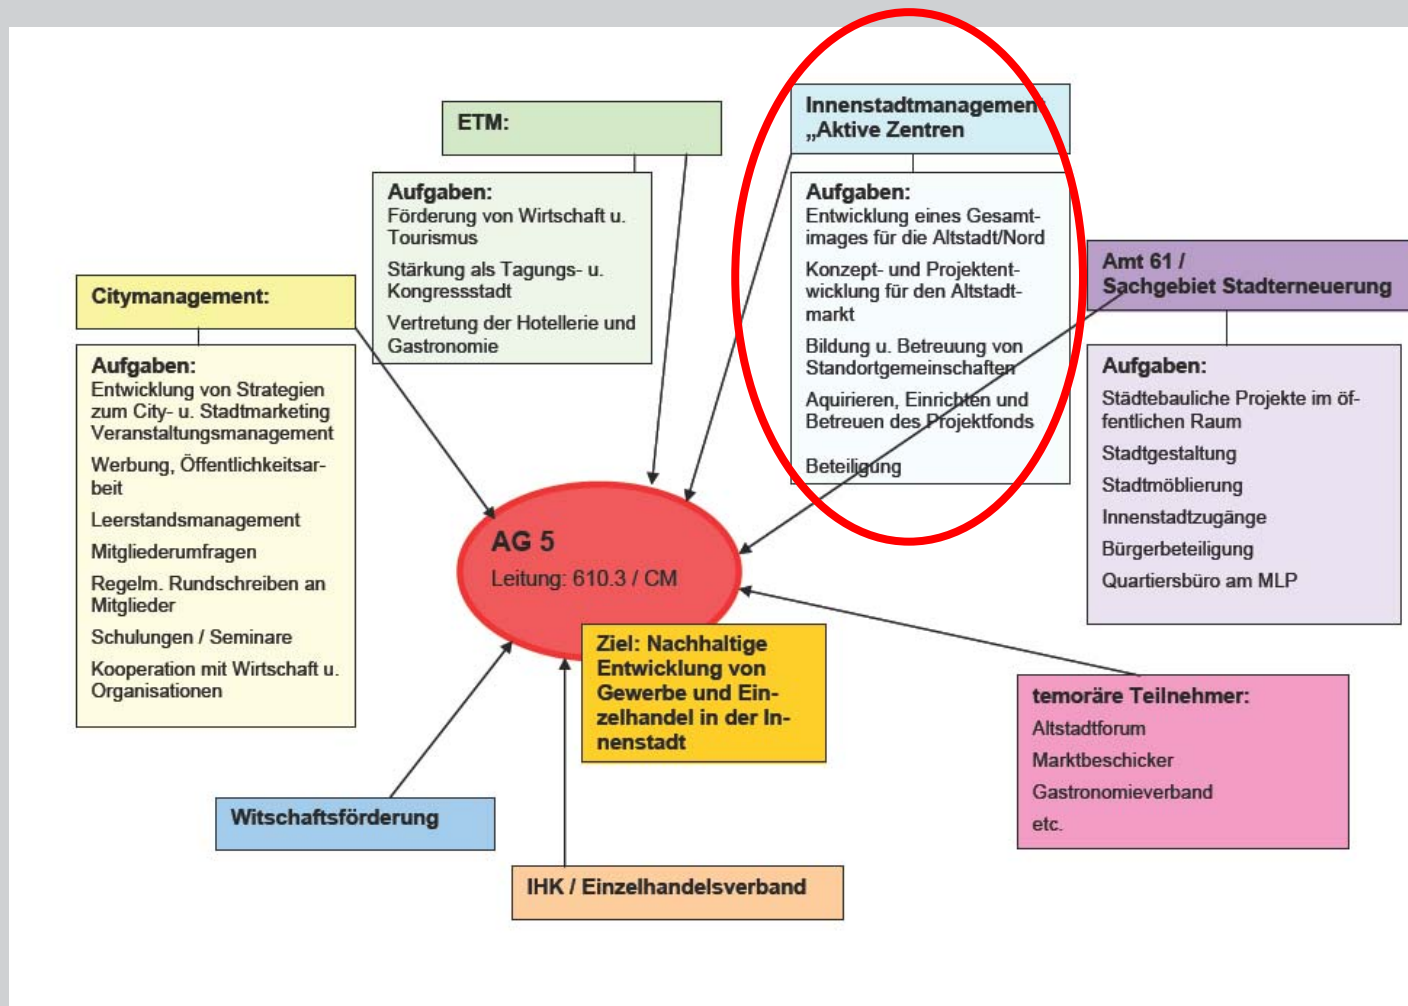 ETM:
Aufgaben:
Förderung von Wirtschaft u.
Tourismus
Stärkung als Tagungs- u.
Kongressstadt
Vertretung der Hotellerie und
Gastronomie
Innenstadtmanagement
„Aktive Zentren
Aufgaben:
Entwicklung eines Gesamt-
images für die Altstadt/Nord
Konzept- und Projektent-
wicklung für den Altstadt-
markt
Bildung u. Betreuung von
Standortgemeinschaften
Aquirieren, Einrichten und
Betreuen des Projektfonds
Beteiligung
Amt 61 /
Sachgebiet Stadterneuerung
Aufgaben:
Städtebauliche Projekte im öf-
fentlichen Raum
Stadtgestaltung
Stadtmöblierung
Innenstadtzugänge
Bürgerbeteiligung
Quartiersbüro am MLP
Citymanagement:
Aufgaben:
Entwicklung von Strategien
zum City- u. Stadtmarketing
Veranstaltungsmanagement
Werbung, Öffentlichkeitsar-
beit
Leerstandsmanagement
Mitgliederumfragen
Regelm. Rundschreiben an
Mitglieder
Schulungen / Seminare
Kooperation mit Wirtschaft u.
Organisationen
AG 5
Leitung: 610.3 / CM
Ziel: Nachhaltige
Entwicklung von
Gewerbe und Ein-
zelhandel in der In-
nenstadt
temoräre Teilnehmer:
Altstadtforum
Marktbeschicker
Gastronomieverband
etc.
Witschaftsförderung
IHK / Einzelhandelsverband